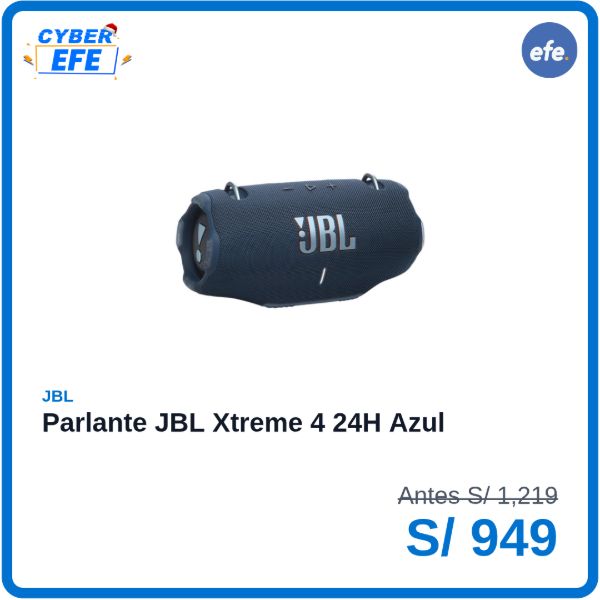 CYBER
EFE
efe.
JBL
JBL
Parlante JBL Xtreme 4 24H Azul
Antes S/ 1,219
S/ 949